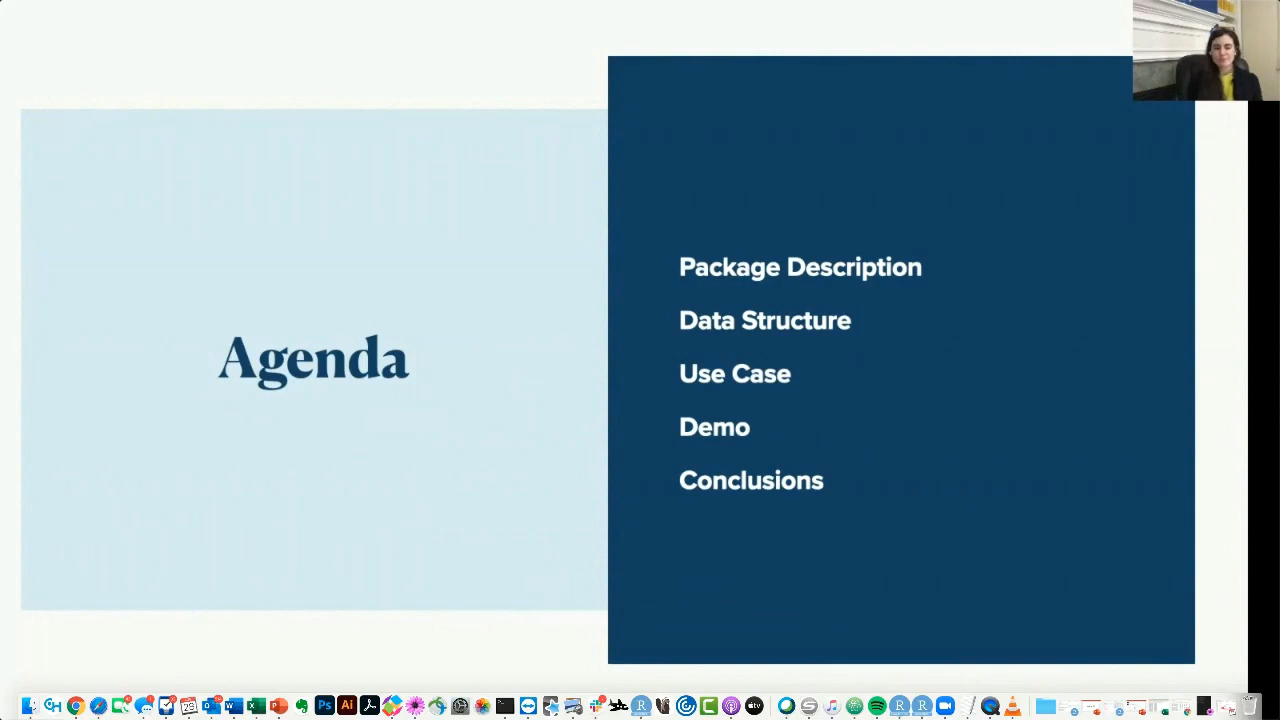 Agenda
Package Description
Data Structure
Use Case
Demo
Conclusions